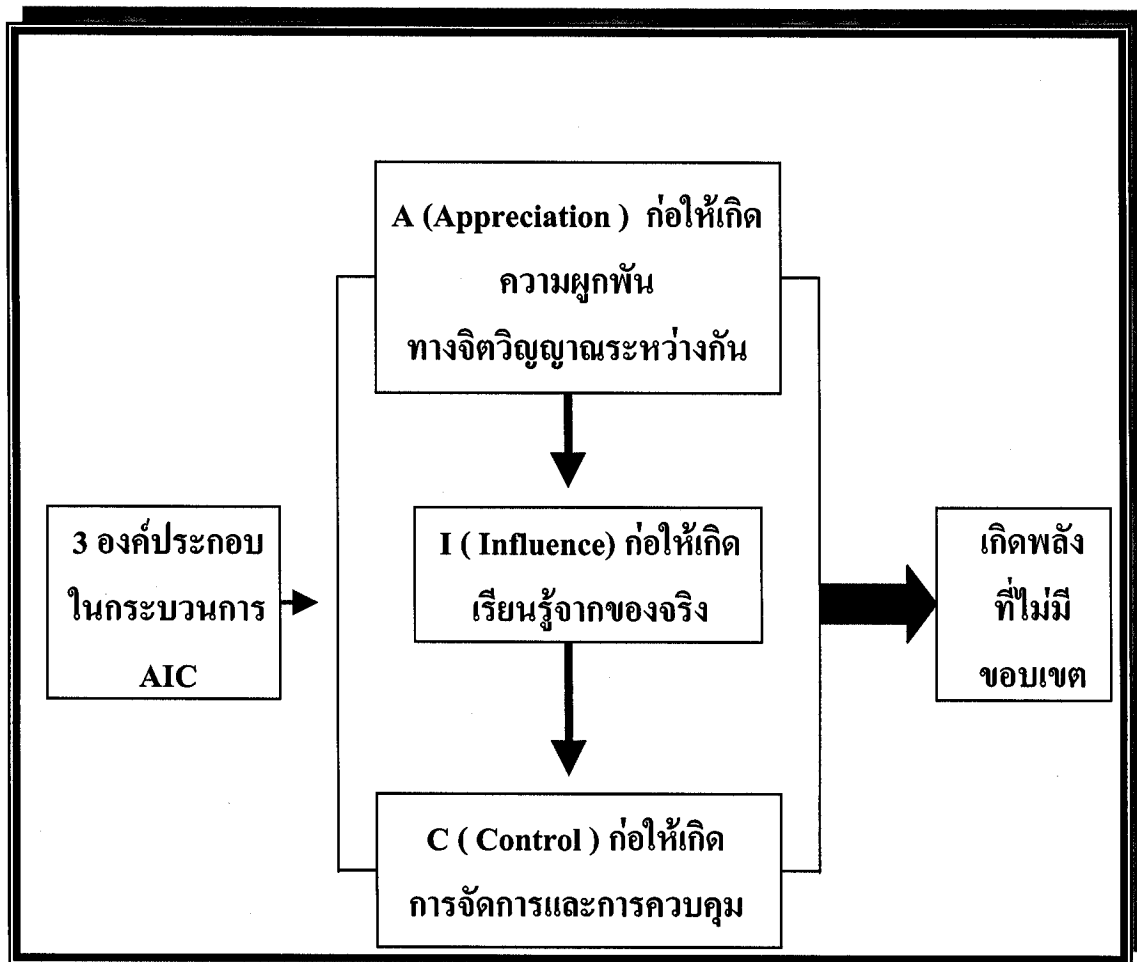 A (Appreciation ) ก่อให้เกิด
ความผูกพัน
ทางจิตวิญญาณระหว่างกัน
3 องค์ประกอบ
ในกระบวนการ
AIC
I ( Influence) ก่อให้เกิด
เรียนรู้จากของจริง
เกิดพลัง
ที่ไม่มี
ขอบเขต
C ( Control ) ก่อให้เกิด
การจัดการและการควบคุม